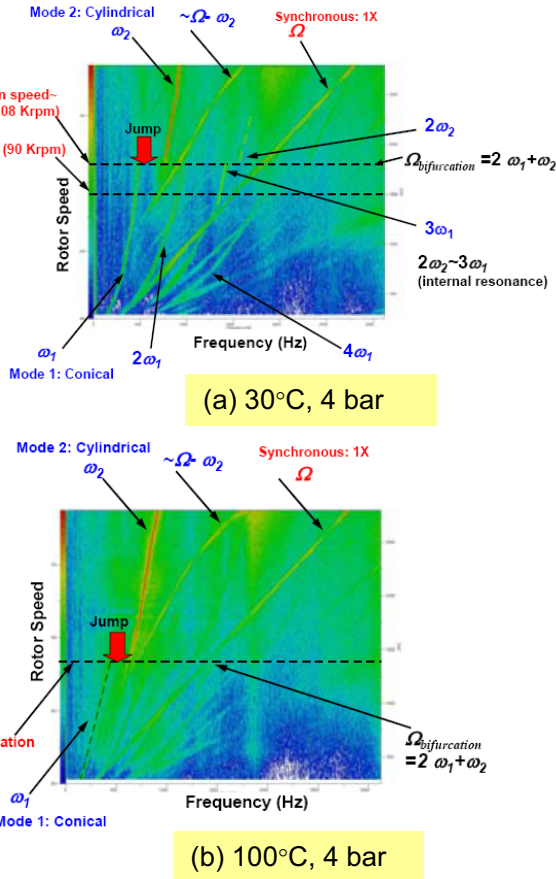 Mode 2: Cylindrical
ω2
~Ω- ω2
Synchronous: 1X
Ω
n speed~
08 Krpm)
(90 Krpm)
Jump
2ω2
Ωbifurcation =2 ω1+ω2
3ω1
2ω2~3ω1
(internal resonance)
Rotor Speed
Frequency (Hz)
ω1
2ω1
4ω1
Mode 1: Conical
(a) 30°C, 4 bar
Mode 2: Cylindrical
ω2
~Ω- ω2
Synchronous: 1X
Ω
Jump
Rotor Speed
ation
Ωbifurcation
=2 ω1+ω2
ω1
Frequency (Hz)
Mode 1: Conical
(b) 100°C, 4 bar